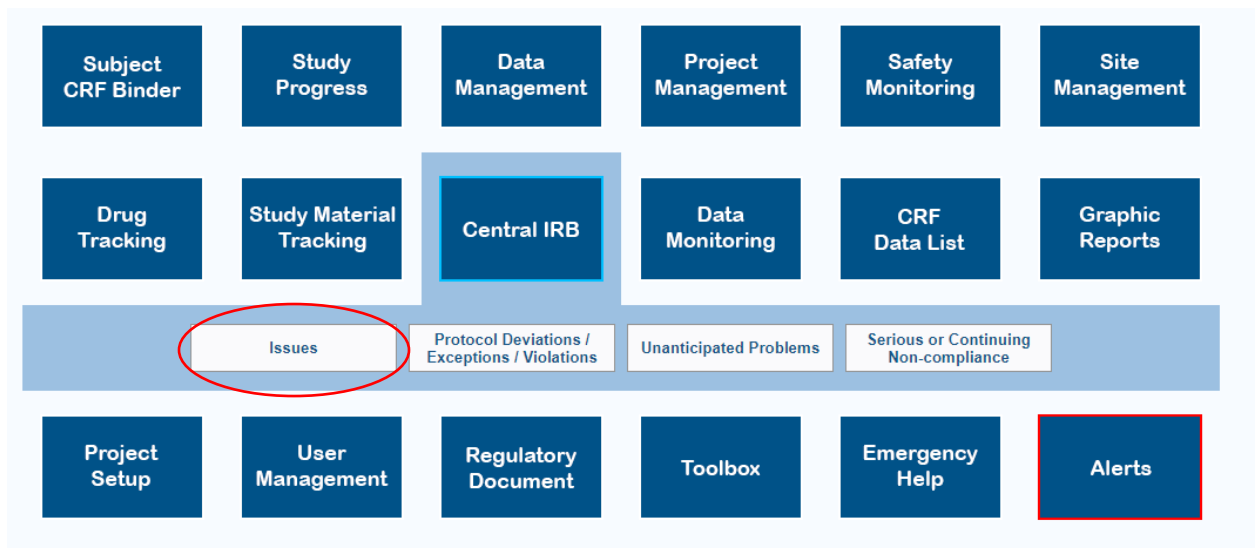 Subject
CRF Binder
Study
Progress
Data
Management
Project
Management
Safety
Monitoring
Site
Management
Drug
Tracking
Study Material
Tracking
Central IRB
Data
Monitoring
CRF
Data List
Graphic
Reports
Issues
Protocol Deviations /
Exceptions / Violations
Unanticipated Problems
Serious or Continuing
Non-compliance
Project
Setup
User
Management
Regulatory
Document
Toolbox
Emergency
Help
Alerts